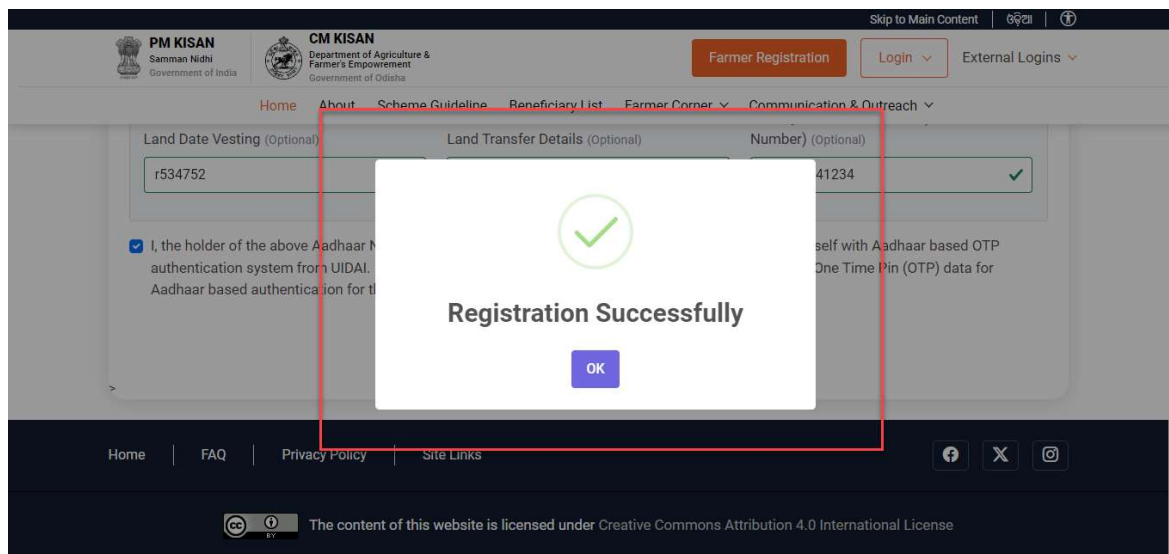 Skip to Main Content | ଓଡ଼ିଆ |
PM KISAN
Samman Nidhi
Government of India
CM KISAN
Department of Agriculture &
Farmer's Empowrement
Government of Odisha
Farmer Registration
Login
External Logins
Home About Scheme Guideline Beneficiary List Farmer Corner Communication & Outreach
Land Date Vesting (Optional)
Land Transfer Details (Optional)
Number) (Optional)
r534752
41234
I, the holder of the above Aadhaar
self with Aadhaar based OTP
authentication system from UIDAI.
One Time Pin (OTP) data for
Aadhaar based authentication for
Registration Successfully
OK
>
Home | FAQ | Privacy Policy | Site Links
CC BY
The content of this website is licensed under Creative Commons Attribution 4.0 International License